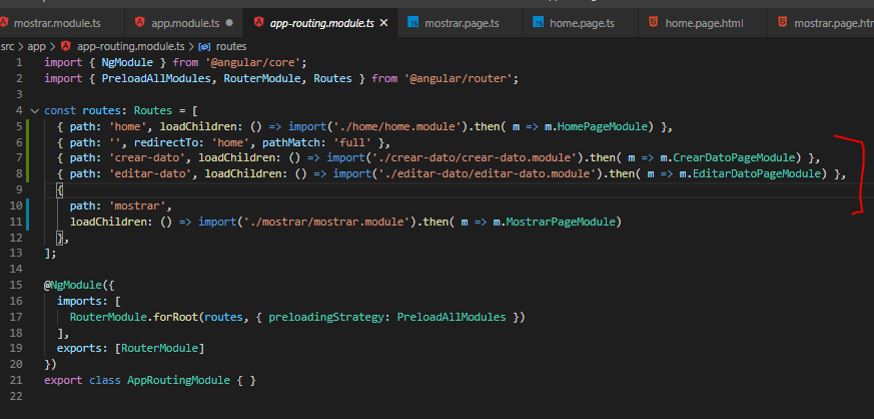 mostrar.module.ts app.module.ts app-routing.module.ts mostrar.page.ts home.page.ts home.page.html mostrar.page.htm
src > app > app-routing.module.ts > routes
1 import { NgModule } from '@angular/core';
2 import { PreloadAllModules, RouterModule, Routes } from '@angular/router';
3
4 const routes: Routes = [
5 { path: 'home', loadChildren: () => import('./home/home.module').then( m => m.HomePageModule) },
6 { path: '', redirectTo: 'home', pathMatch: 'full' },
7 { path: 'crear-dato', loadChildren: () => import('./crear-dato/crear-dato.module').then( m => m.CrearDatoPageModule) },
8 { path: 'editar-dato', loadChildren: () => import('./editar-dato/editar-dato.module').then( m => m.EditarDatoPageModule) },
9 {
10 path: 'mostrar',
11 loadChildren: () => import('./mostrar/mostrar.module').then( m => m.MostrarPageModule)
12 },
13 ];
14
15 @NgModule({
16 imports: [
17 RouterModule.forRoot(routes, { preloadingStrategy: PreloadAllModules })
18 ],
19 exports: [RouterModule]
20 })
21 export class AppRoutingModule { }
22